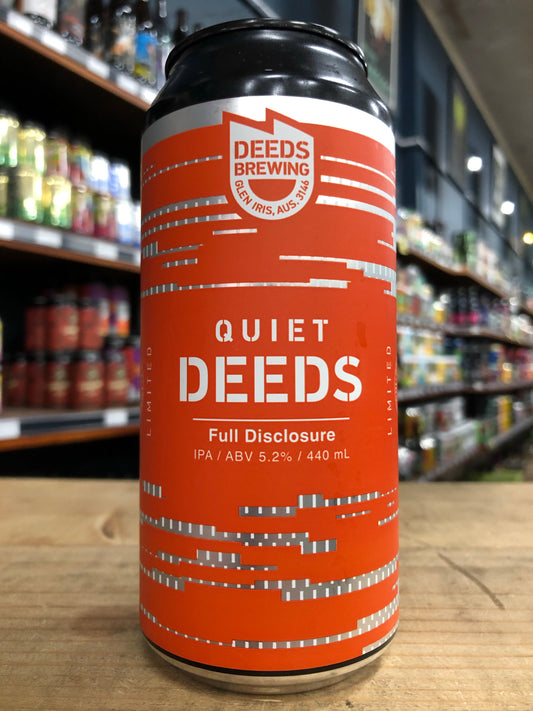 DEEDS
BREWING
GLEN IRIS, AUS. 3146
QUIET
DEEDS
Full Disclosure
IPA / ABV 5.2% / 440 mL
LIMITED
LIMITED